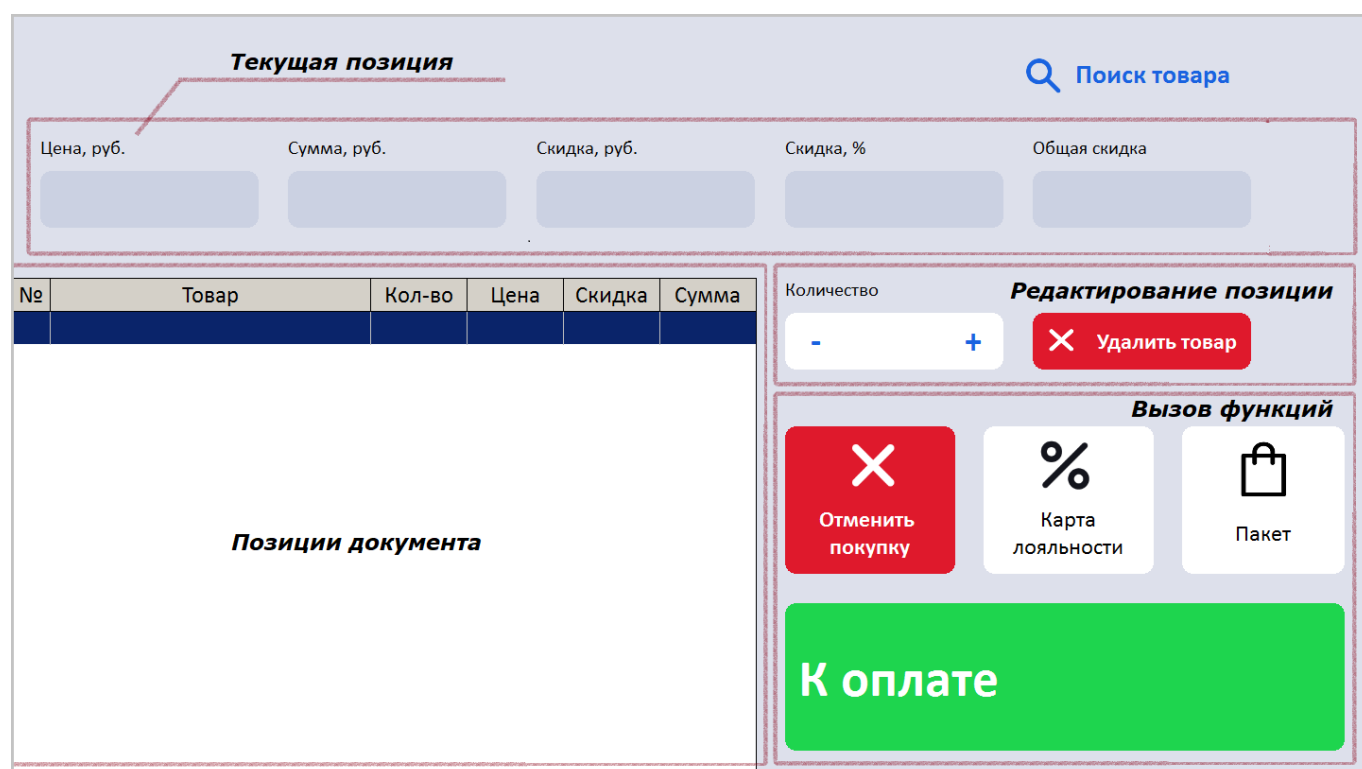 Текущая позиция
Поиск товара
Цена, руб. Сумма, руб. Скидка, руб. Скидка, % Общая скидка
№ Товар Кол-во Цена Скидка Сумма
Позиции документа
Количество
Редактирование позиции
- +
Удалить товар
Вызов функций
Отменить
покупку
Карта
лояльности
Пакет
К оплате